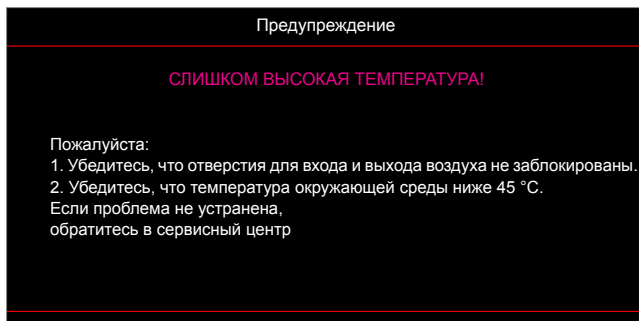 Предупреждение
СЛИШКОМ ВЫСОКАЯ ТЕМПЕРАТУРА!
Пожалуйста:
1. Убедитесь, что отверстия для входа и выхода воздуха не заблокированы.
2. Убедитесь, что температура окружающей среды ниже 45 °C.
Если проблема не устранена,
обратитесь в сервисный центр